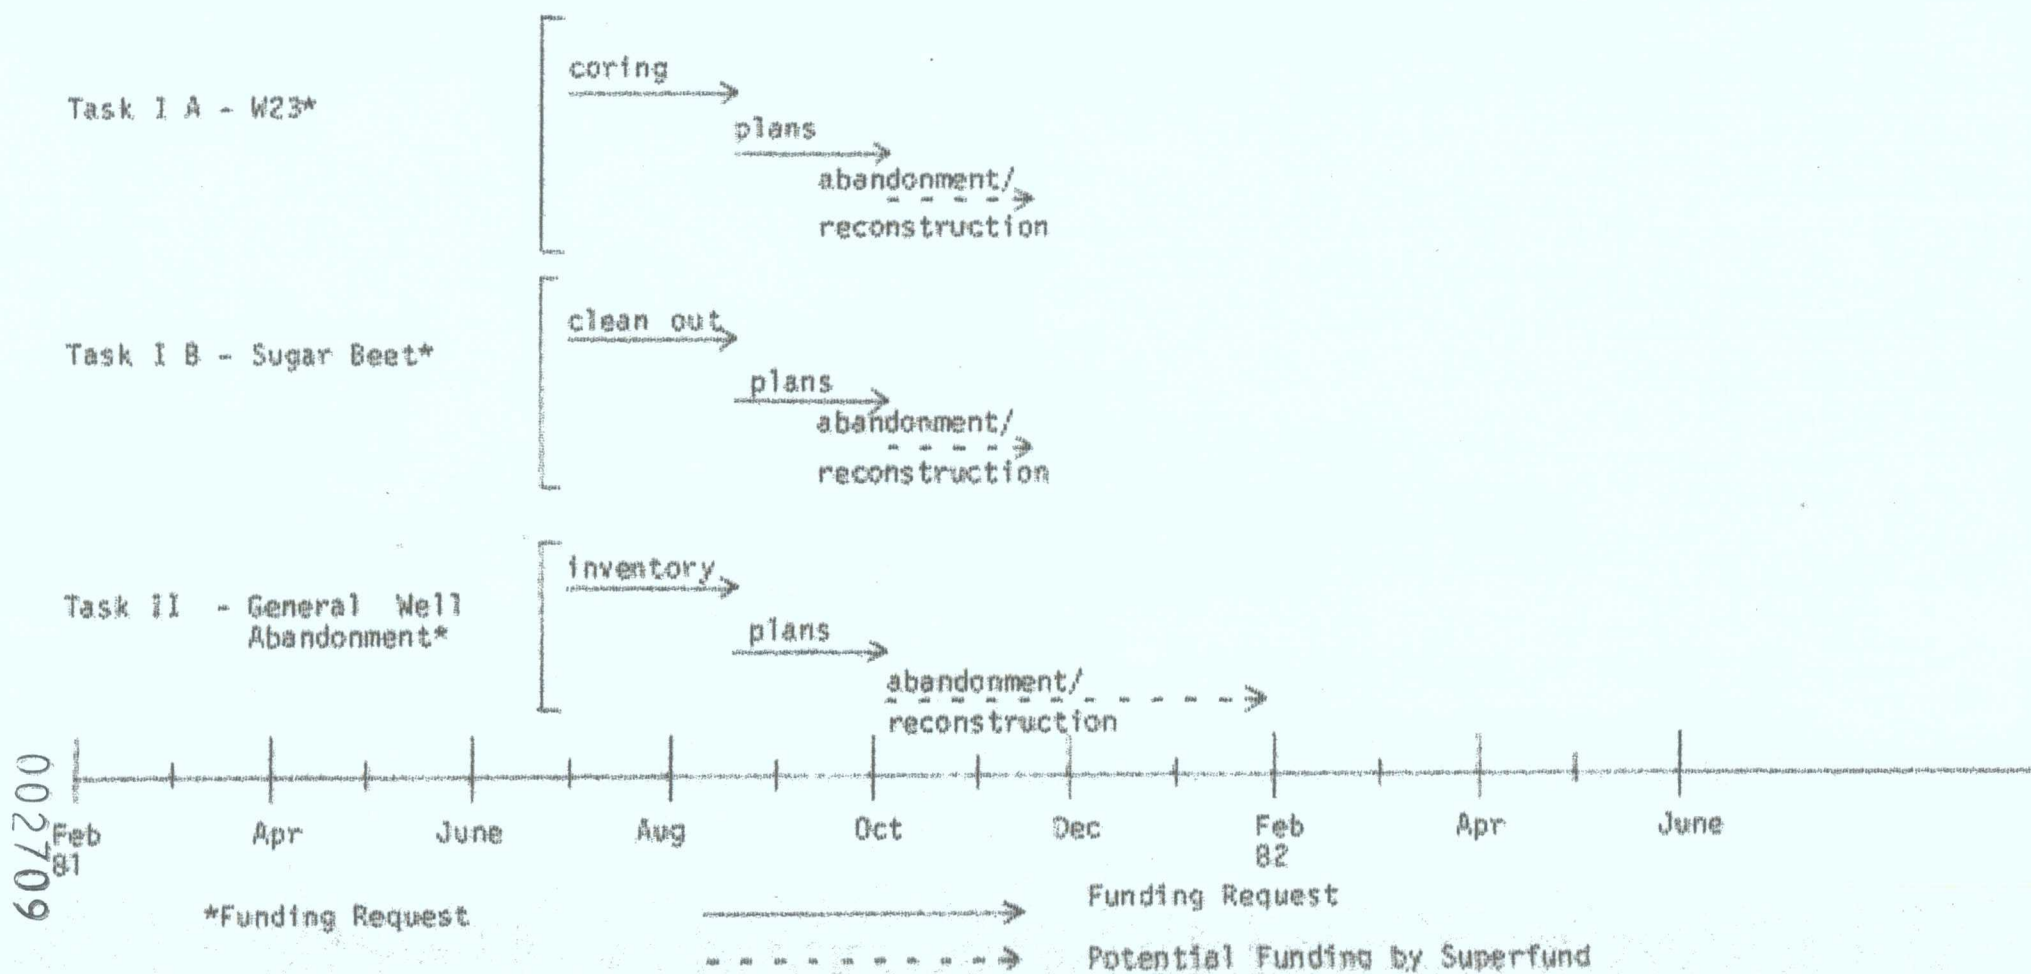 coring
Task I A - W23*
plans
abandonment/
reconstruction
clean out
Task I B - Sugar Beet*
plans
abandonment/
reconstruction
inventory
Task II - General Well
Abandonment*
plans
abandonment/
reconstruction
Feb
81
Apr
June
Aug
Oct
Dec
Feb
82
Apr
June
002709
*Funding Request
Funding Request
Potential Funding by Superfund